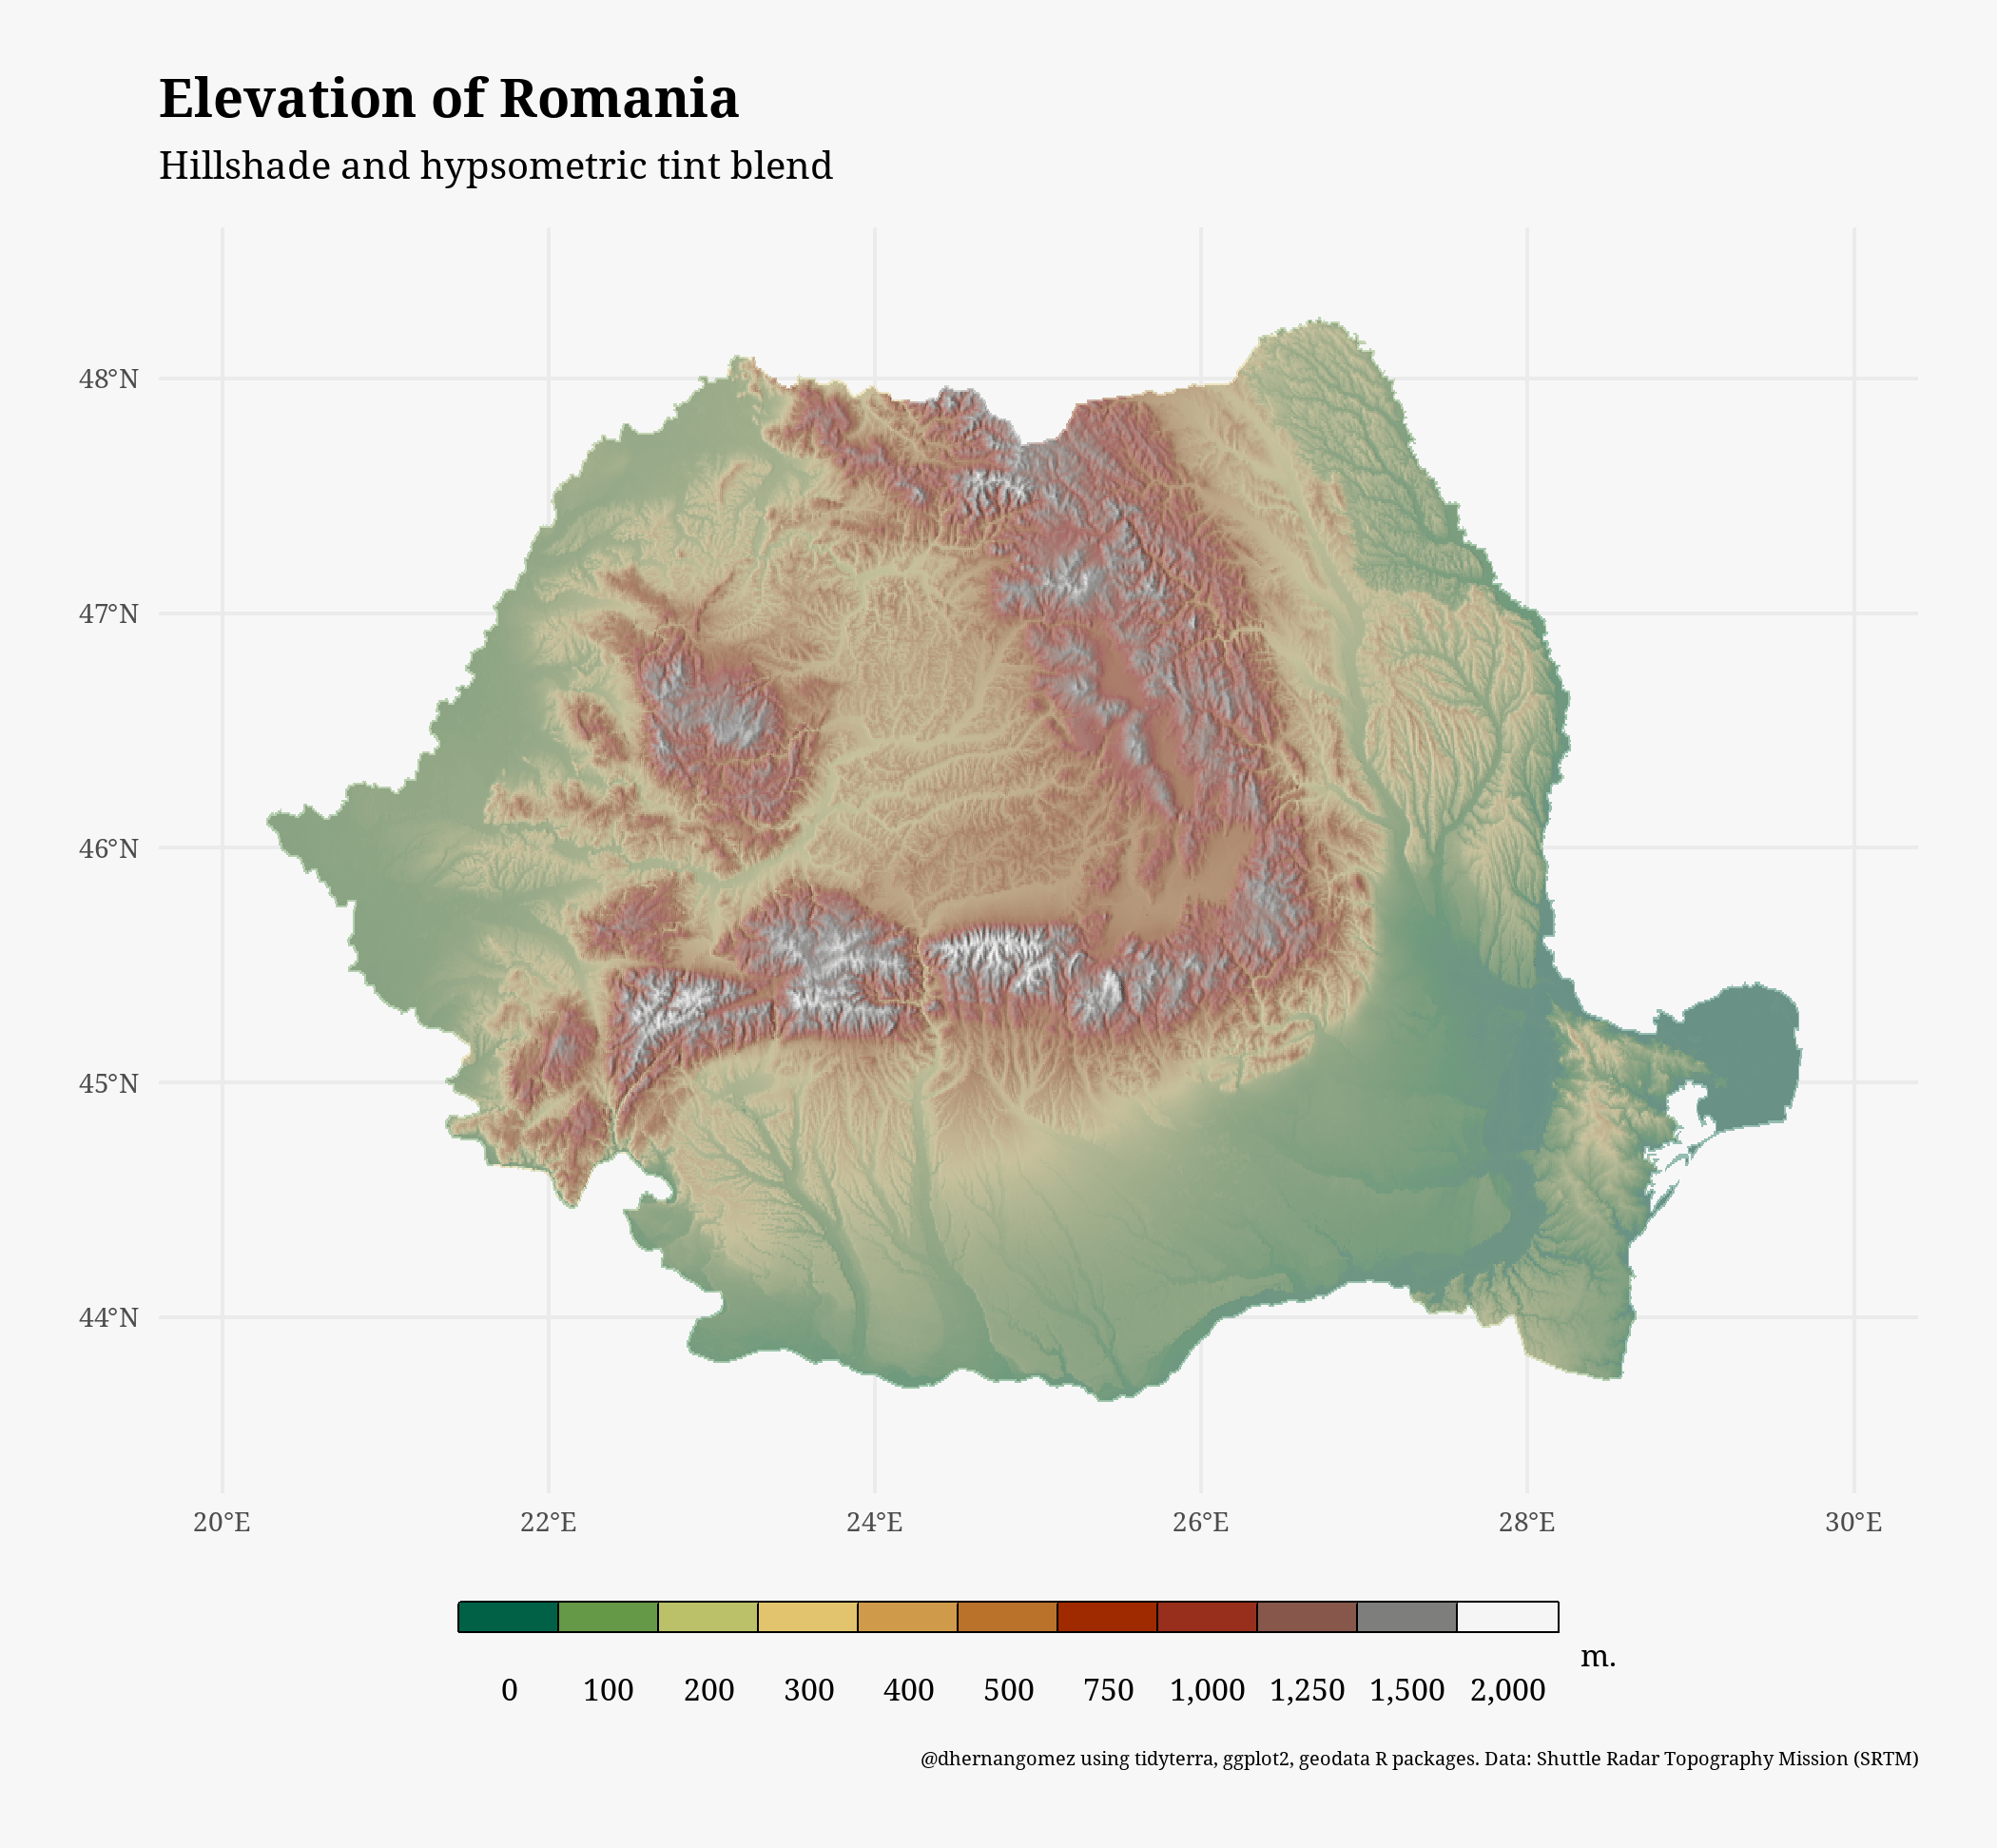 Elevation of Romania
Hillshade and hypsometric tint blend
48°N
47°N
46°N
45°N
44°N
20°E 22°E 24°E 26°E 28°E 30°E
m.
0 100 200 300 400 500 750 1,000 1,250 1,500 2,000
@dhernangomez using tidyterra, ggplot2, geodata R packages. Data: Shuttle Radar Topography Mission (SRTM)